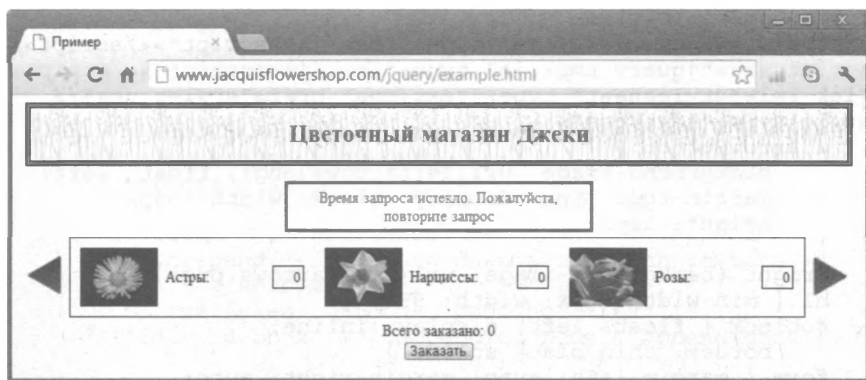 Пример
www.jacquisflowershop.com/jquery/example.html
Цветочный магазин Джеки
Время запроса истекло. Пожалуйста,
повторите запрос
Астры: 0 Нарциссы: 0 Розы: 0
Всего заказано: 0
Заказать